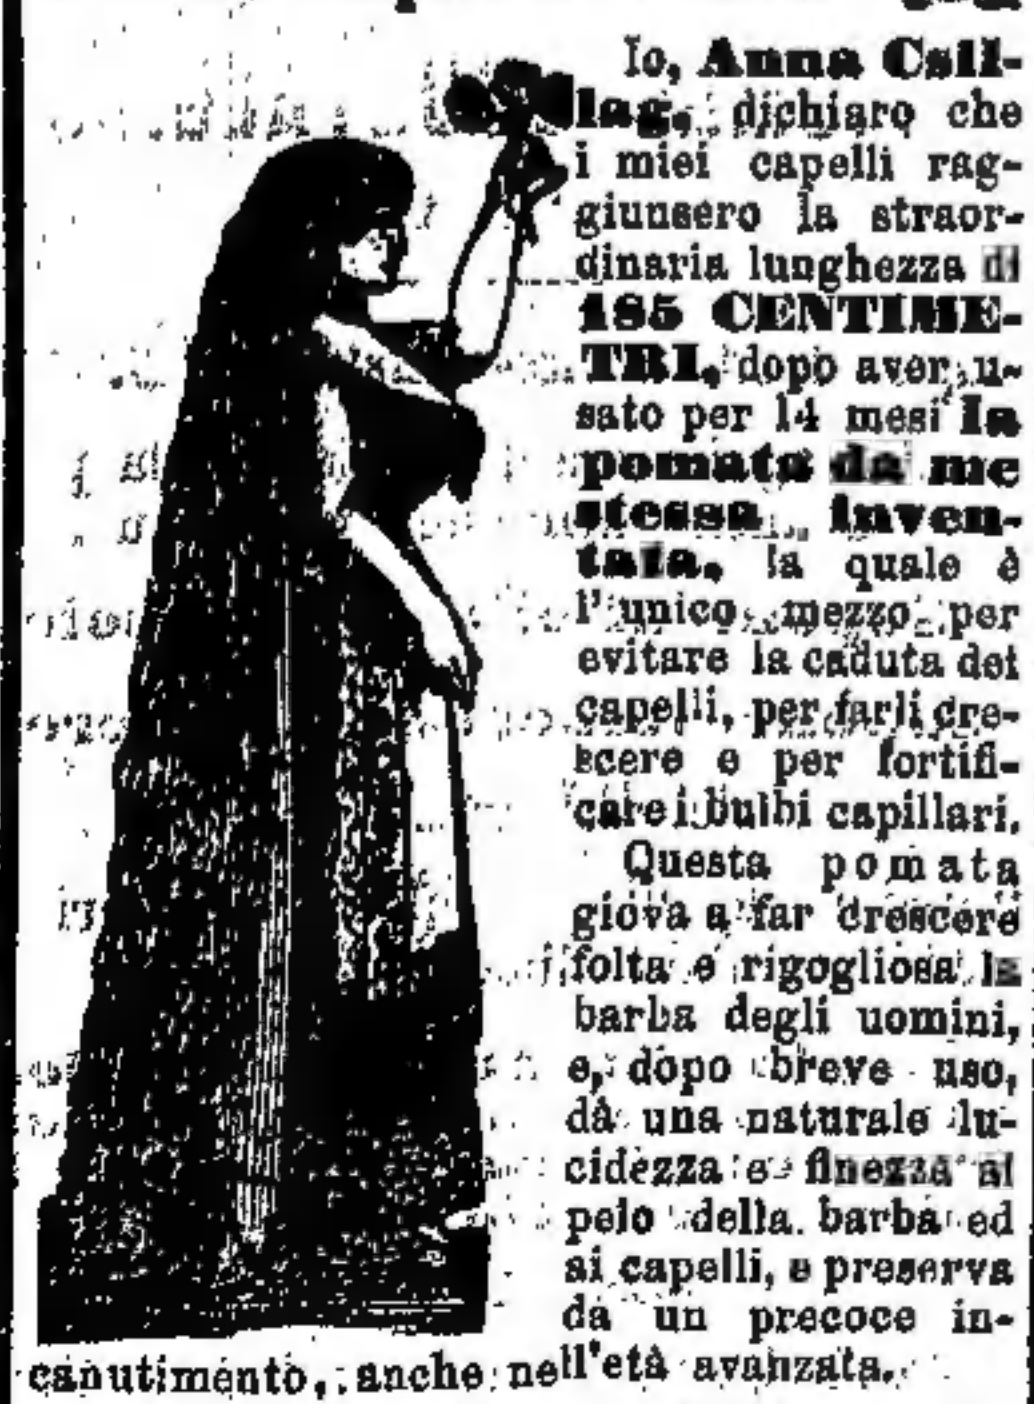 Io, Anna Csil-
lag, dichiaro che
i miei capelli rag-
giunsero la straor-
dinaria lunghezza di
185 CENTIME-
TRI, dopo aver u-
sato per 14 mesi la
pomata da me
stessa inven-
tata, la quale è
l'unico mezzo per
evitare la caduta dei
capelli, per farli cre-
scere e per fortifi-
care i bulbi capillari.
Questa pomata
giova a far crescere
folta e rigogliosa la
barba degli uomini,
e, dopo breve uso,
dà una naturale lu-
cidezza e finezza al
pelo della barba ed
ai capelli, e preserva
da un precoce in-
canutimento, anche nell'età avanzata.